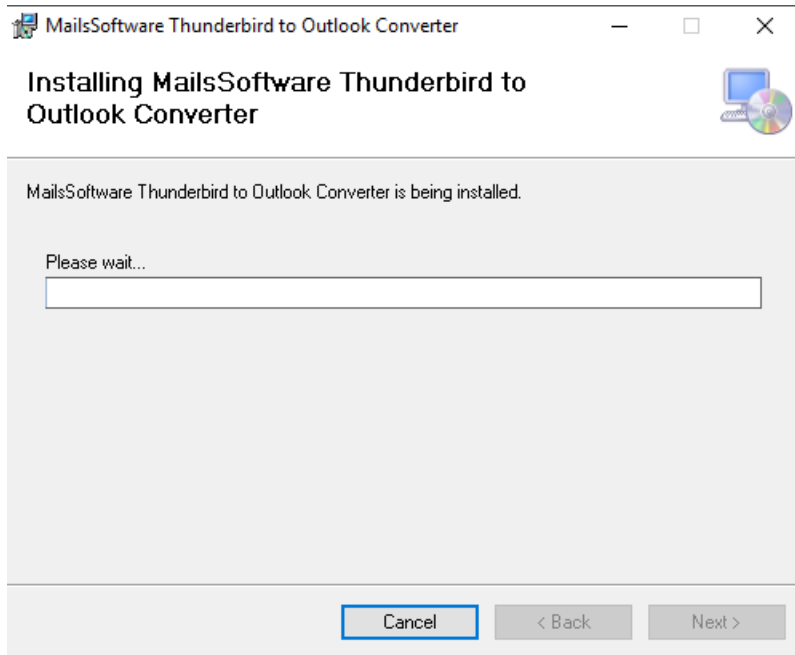 MailsSoftware Thunderbird to Outlook Converter
Installing MailsSoftware Thunderbird to
Outlook Converter
MailsSoftware Thunderbird to Outlook Converter is being installed.
Please wait...
Cancel
< Back
Next >